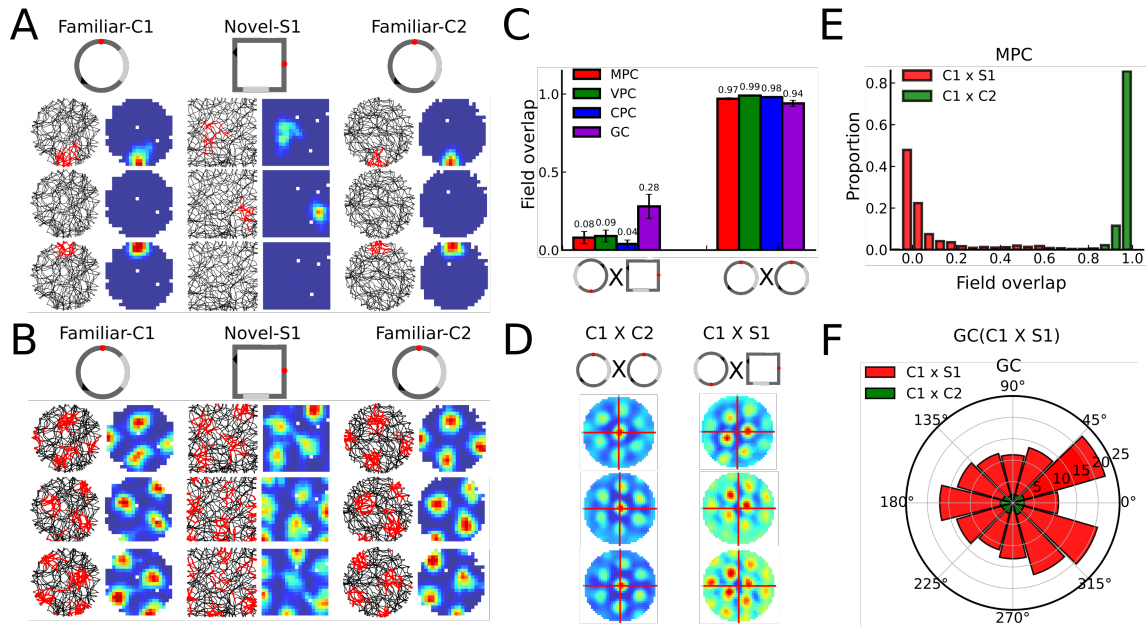 A
Familiar-C1 Novel-S1 Familiar-C2
B
Familiar-C1 Novel-S1 Familiar-C2
C
Field overlap
1.0
0.5
0.0
MPC
VPC
CPC
GC
0.08 0.09 0.04 0.28
0.97 0.99 0.98 0.94
X X
D
C1 X C2 C1 X S1
X X
E
MPC
C1 x S1
C1 x C2
Proportion
0.8
0.6
0.4
0.2
0.0
0.0 0.2 0.4 0.6 0.8 1.0
Field overlap
F
GC(C1 X S1)
GC
C1 x S1
C1 x C2
90°
135° 45°
5 10 15 20 25
180° 0°
225° 315°
270°